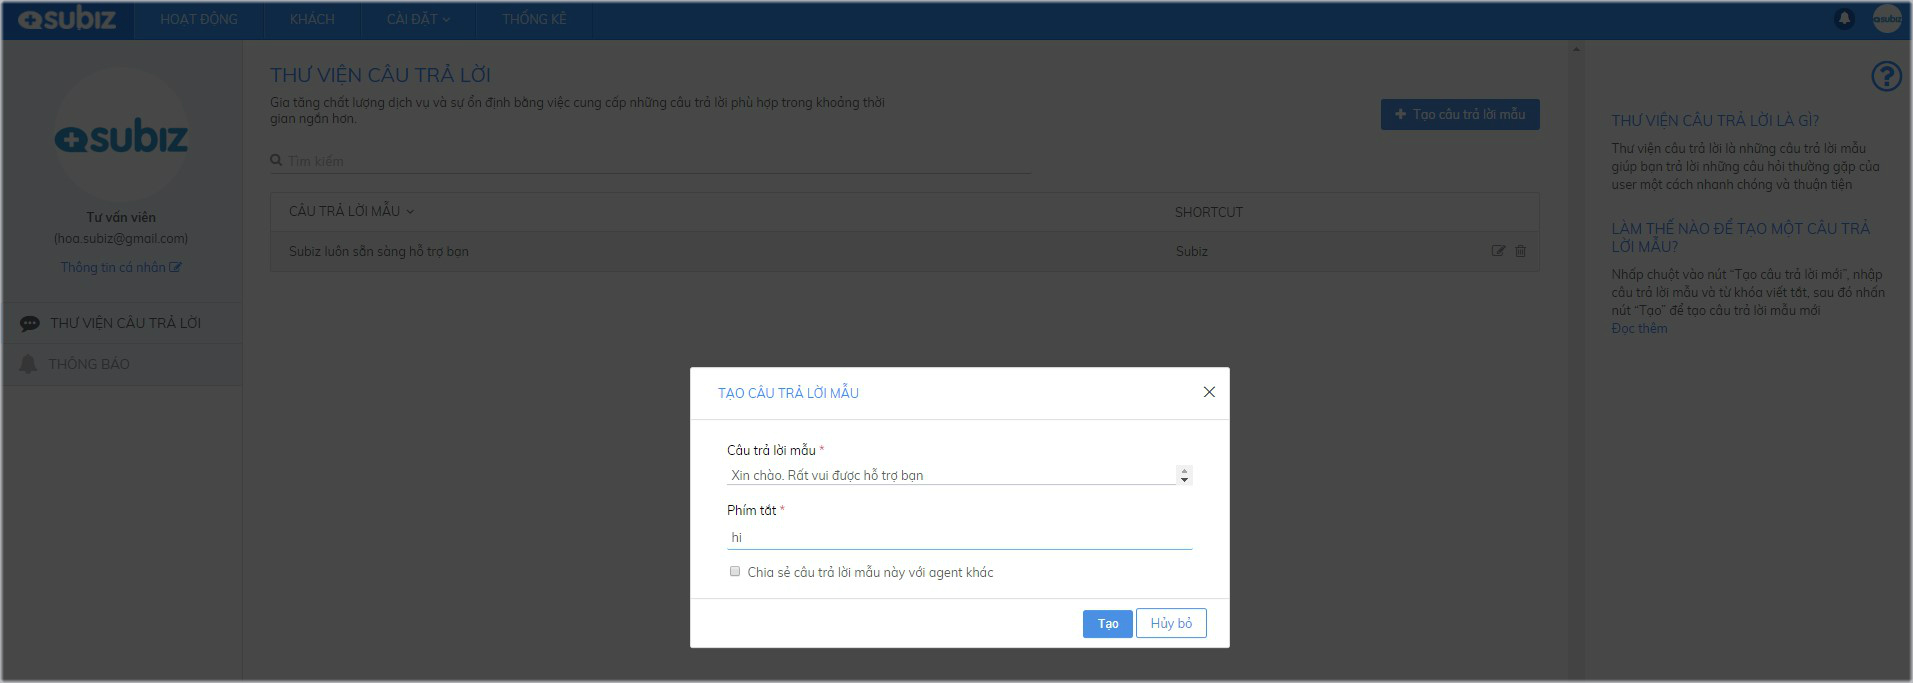 subiz
HOẠT ĐỘNG
KHÁCH
CÀI ĐẶT
THỐNG KÊ
subiz
subiz
Tư vấn viên
(hoa.subiz@gmail.com)
Thông tin cá nhân
THƯ VIỆN CÂU TRẢ LỜI
THÔNG BÁO
THƯ VIỆN CÂU TRẢ LỜI
Gia tăng chất lượng dịch vụ và sự ổn định bằng việc cung cấp những câu trả lời phù hợp trong khoảng thời
gian ngắn hơn.
Tạo câu trả lời mẫu
Tìm kiếm
CÂU TRẢ LỜI MẪU
SHORTCUT
Subiz luôn sẵn sàng hỗ trợ bạn
Subiz
THƯ VIỆN CÂU TRẢ LỜI LÀ GÌ?
Thư viện câu trả lời là những câu trả lời mẫu
giúp bạn trả lời những câu hỏi thường gặp của
user một cách nhanh chóng và thuận tiên
LÀM THẾ NÀO ĐỂ TẠO MỘT CÂU TRẢ
LỜI MẪU?
Nhấp chuột vào nút “Tạo câu trả lời mới”, nhập
câu trả lời mẫu và từ khóa viết tắt, sau đó nhấn
nút “Tạo” để tạo câu trả lời mẫu mới
Đọc thêm
TẠO CÂU TRẢ LỜI MẪU
Câu trả lời mẫu *
Xin chào. Rất vui được hỗ trợ bạn
Phím tắt *
hi
Chia sẻ câu trả lời mẫu này với agent khác
Tạo
Hủy bỏ